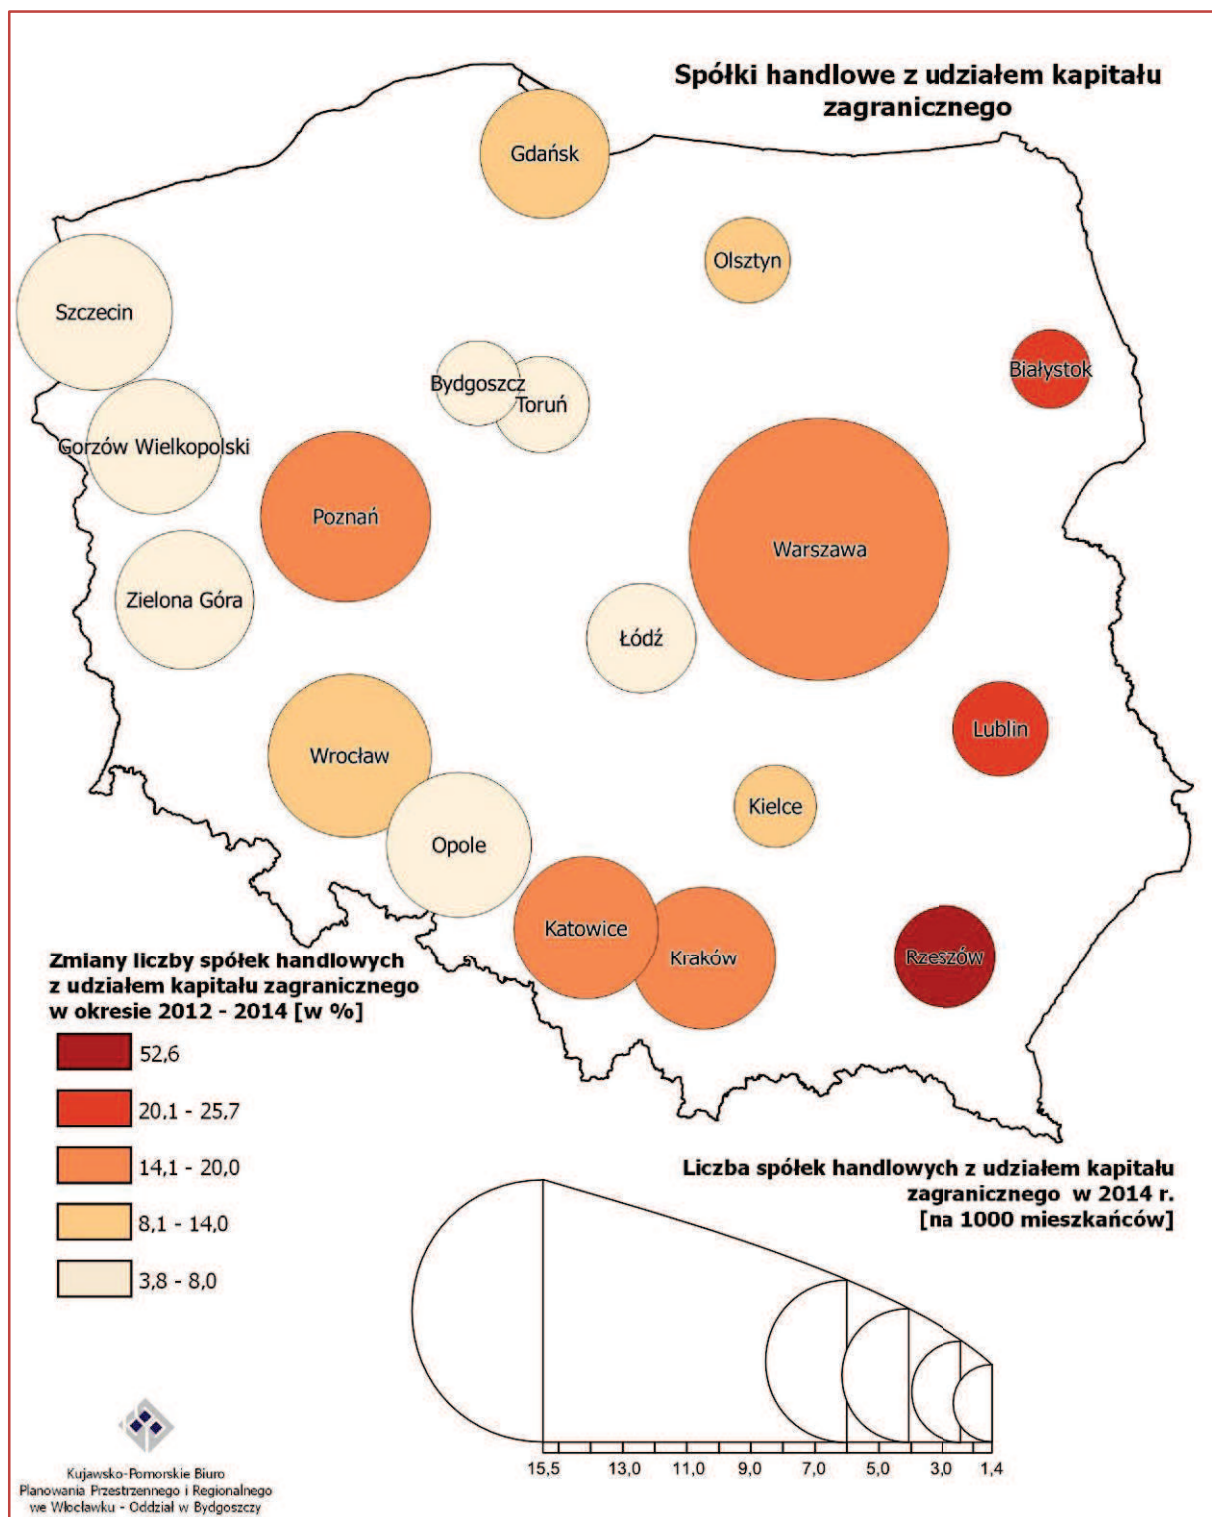 Spółki handlowe z udziałem kapitału
zagranicznego
Gdańsk
Olsztyn
Szczecin
Białystok
Bydgoszcz
Toruń
Gorzów Wielkopolski
Poznań
Warszawa
Zielona Góra
Łódź
Lublin
Wrocław
Kielce
Opole
Katowice
Kraków
Rzeszów
Zmiany liczby spółek handlowych
z udziałem kapitału zagranicznego
w okresie 2012 - 2014 [w %]
52,6
20,1 - 25,7
14,1 - 20,0
8,1 - 14,0
3,8 - 8,0
Liczba spółek handlowych z udziałem kapitału
zagranicznego w 2014 r.
[na 1000 mieszkańców]
15,5 13,0 11,0 9,0 7,0 5,0 3,0 1,4
Kujawsko-Pomorskie Biuro
Planowania Przestrzennego i Regionalnego
we Włocławku - Oddział w Bydgoszczy